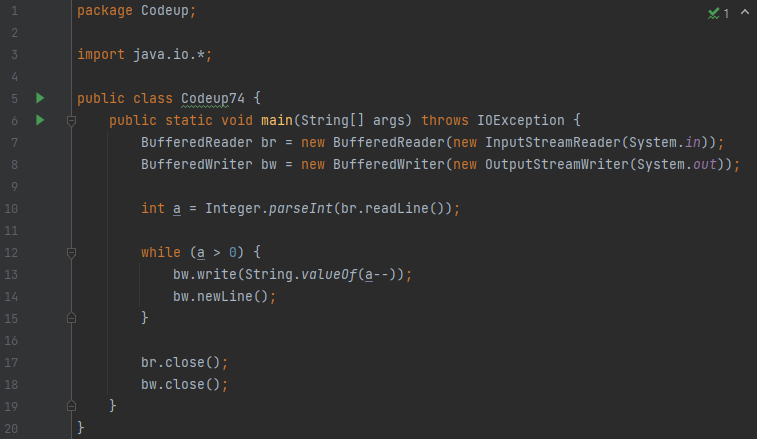 1 package Codeup; 1
2
3 import java.io.*;
4
5 public class Codeup74 {
6 public static void main(String[] args) throws IOException {
7 BufferedReader br = new BufferedReader(new InputStreamReader(System.in));
8 BufferedWriter bw = new BufferedWriter(new OutputStreamWriter(System.out));
9
10 int a = Integer.parseInt(br.readLine());
11
12 while (a > 0) {
13 bw.write(String.valueOf(a--));
14 bw.newLine();
15 }
16
17 br.close();
18 bw.close();
19 }
20 }